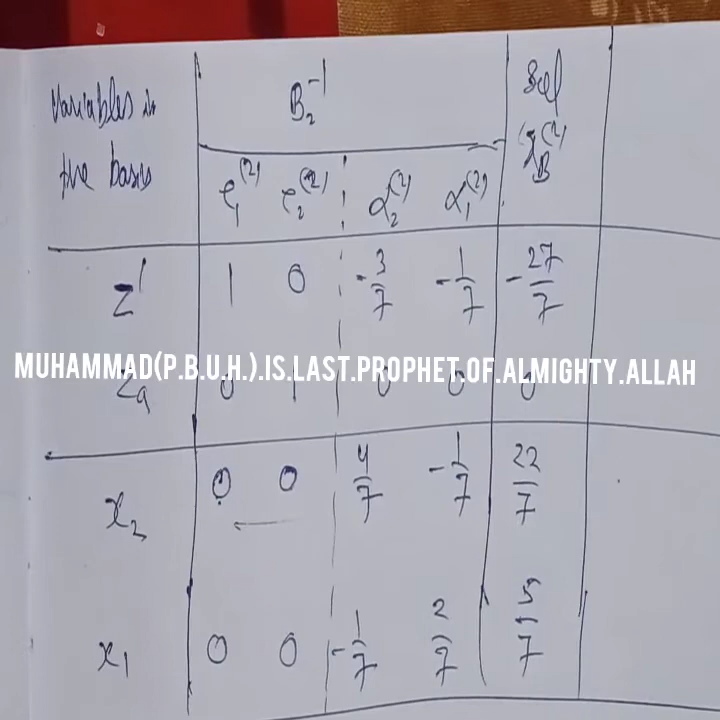 Variables in B₂⁻¹ Sol
the basis e₁⁽²⁾ e₂⁽²⁾ α₂⁽²⁾ α₁⁽²⁾ X_B⁽²⁾
z' 1 0 -3/7 -1/7 -27/7
MUHAMMAD(P.B.U.H.).IS.LAST.PROPHET.OF.ALMIGHTY.ALLAH
Zₐ 0 1 0 0 0
x₂ 0 0 4/7 -1/7 22/7
x₁ 0 0 -1/7 2/7 5/7